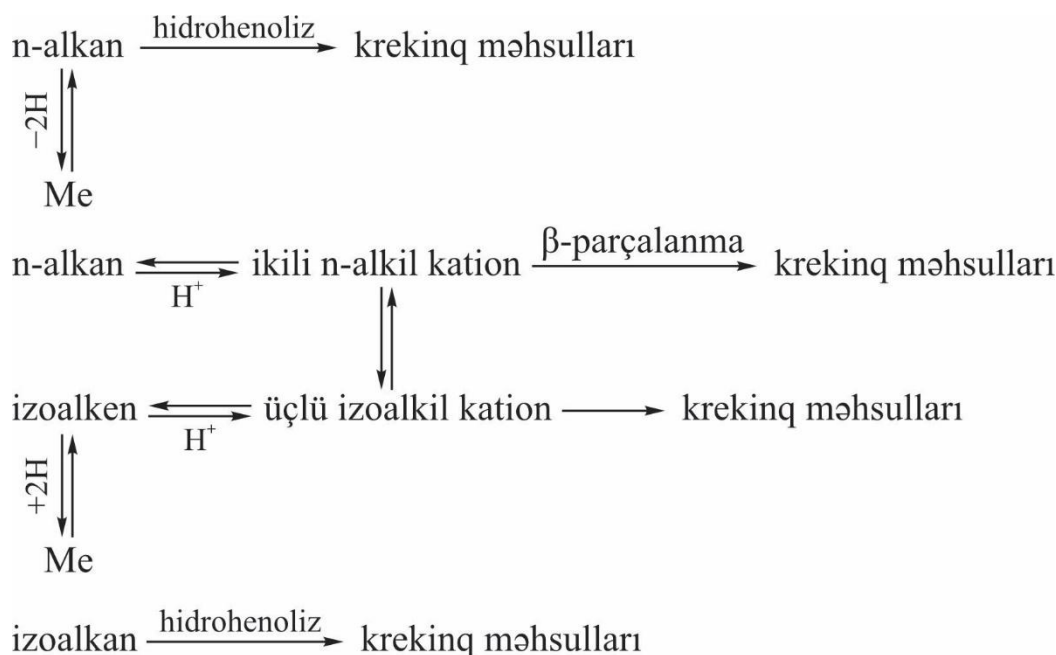 n-alkan hidrohenoliz krekinq məhsulları
−2H
Me
n-alkan H⁺ ikili n-alkil kation β-parçalanma krekinq məhsulları
izoalken H⁺ üçlü izoalkil kation krekinq məhsulları
+2H
Me
izoalkan hidrohenoliz krekinq məhsulları